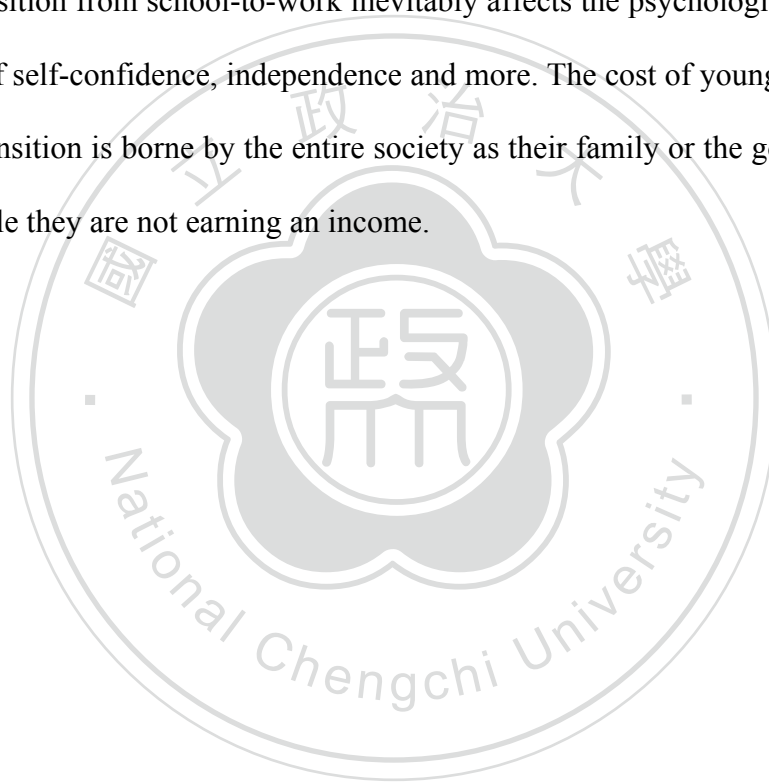 sition from school-to-work inevitably affects the psychologi
f self-confidence, independence and more. The cost of young
nsition is borne by the entire society as their family or the g
le they are not earning an income.
國立政治大學
政
National Chengchi University